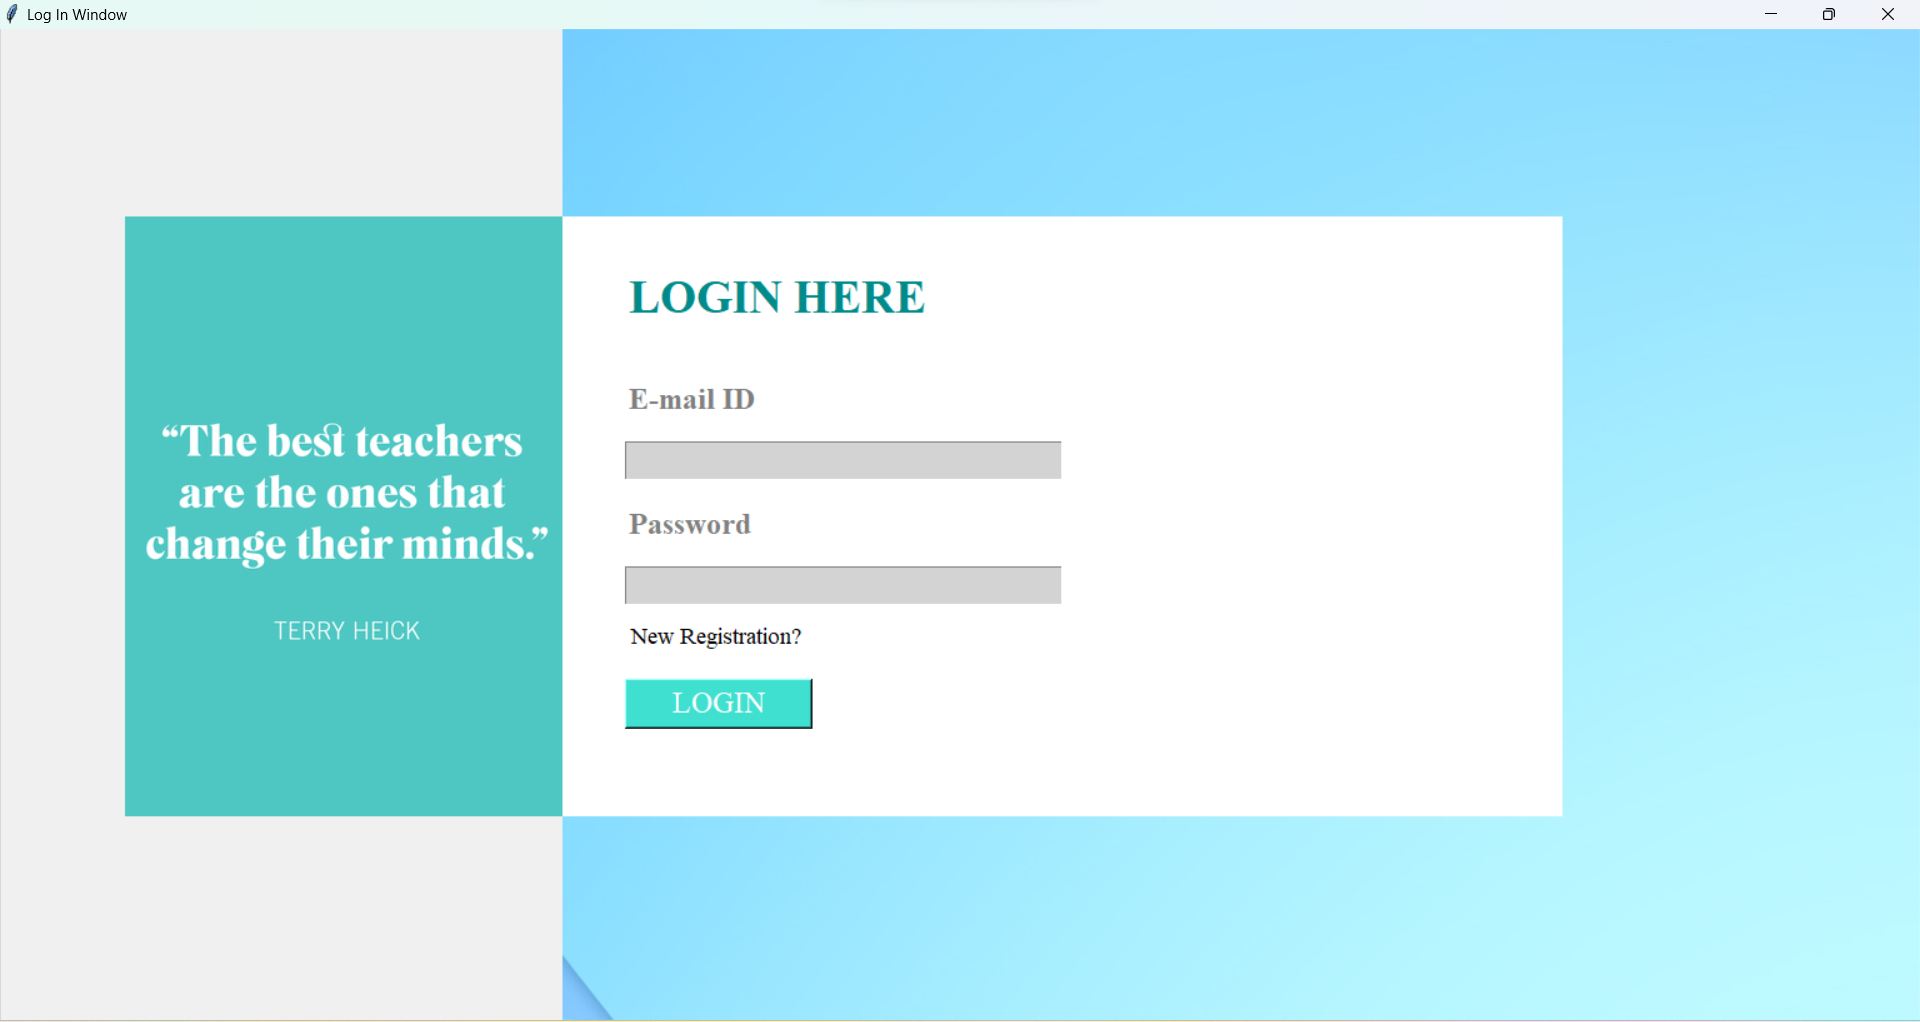 Log In Window
“The best teachers
are the ones that
change their minds.”
TERRY HEICK
LOGIN HERE
E-mail ID
Password
New Registration?
LOGIN